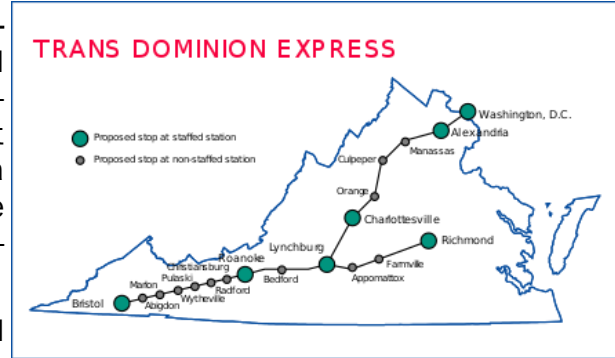 TRANS DOMINION EXPRESS
Proposed stop at staffed station
Proposed stop at non-staffed station
Washington, D.C.
Alexandria
Manassas
Culpeper
Orange
Charlottesville
Richmond
Lynchburg
Farmville
Appomattox
Roanoke
Bedford
Christiansburg
Radford
Pulaski
Wytheville
Marion
Abigdon
Bristol